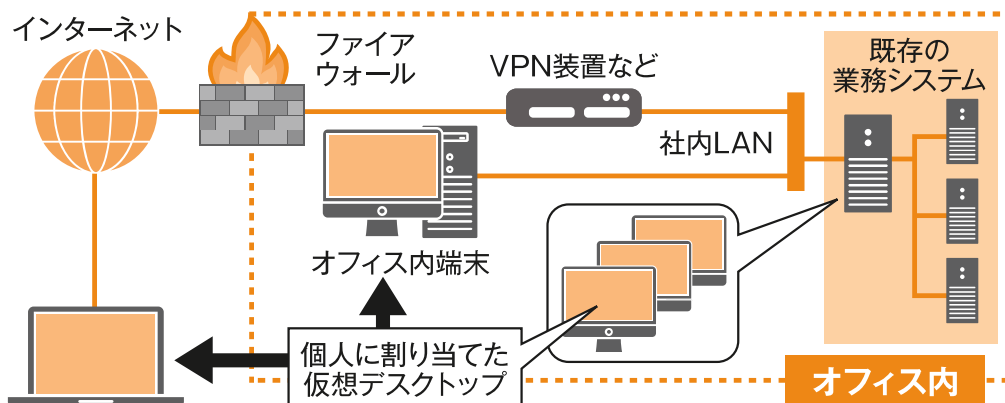 インターネット
ファイア
ウォール
VPN装置など
既存の
業務システム
社内LAN
オフィス内端末
個人に割り当てた
仮想デスクトップ
オフィス内